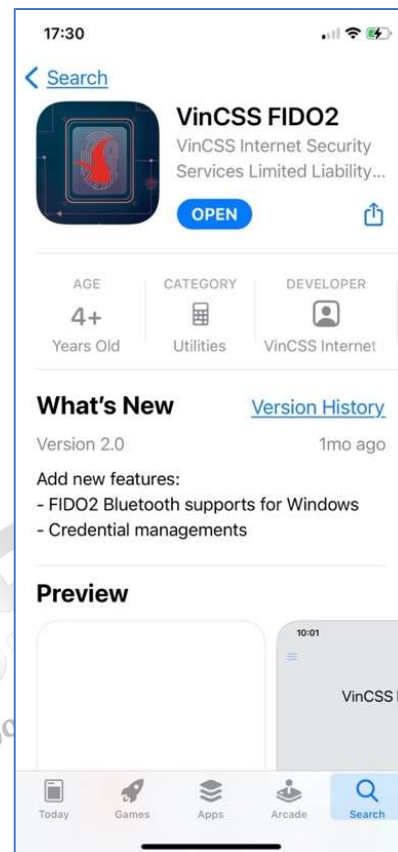 17:30
Search
VinCSS FIDO2
VinCSS Internet Security
Services Limited Liability...
OPEN
AGE
CATEGORY
DEVELOPER
4+
Years Old
Utilities
VinCSS Internet
What's New
Version History
Version 2.0
1mo ago
Add new features:
- FIDO2 Bluetooth supports for Windows
- Credential managements
Preview
10:01
VinCSS
Today
Games
Apps
Arcade
Search